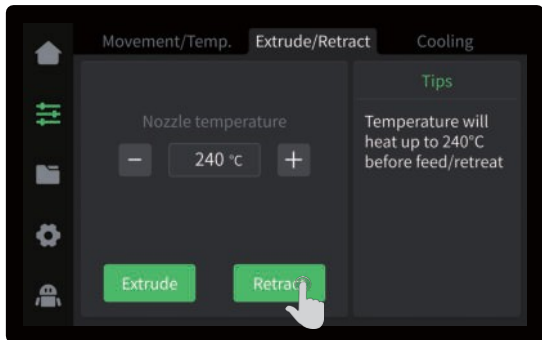 Movement/Temp. Extrude/Retract Cooling
Nozzle temperature
− 240 °C +
Extrude Retract
Tips
Temperature will
heat up to 240°C
before feed/retreat